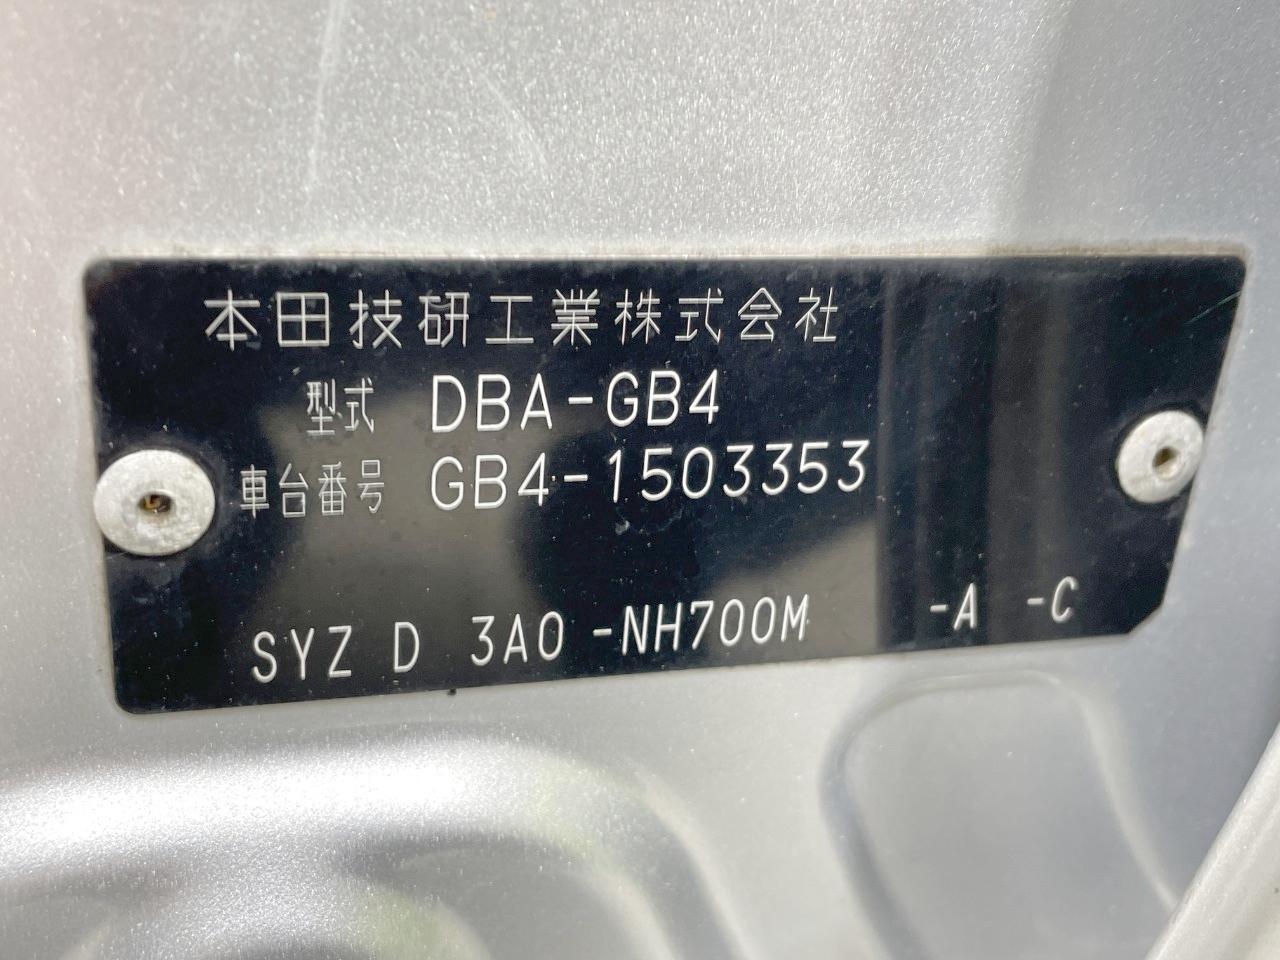 本田技研工業株式会社
型式 DBA-GB4
車台番号 GB4-1503353
SYZ D 3A0 -NH700M -A -C